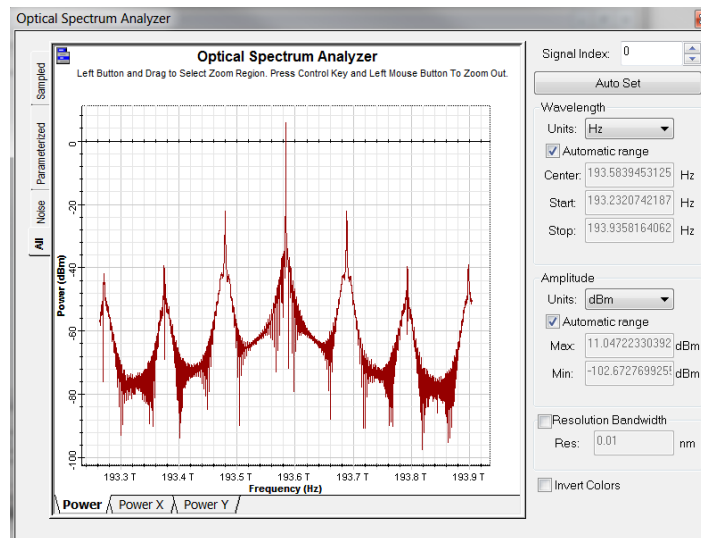 Optical Spectrum Analyzer
Sampled
Parameterized
Noise
All
Optical Spectrum Analyzer
Left Button and Drag to Select Zoom Region. Press Control Key and Left Mouse Button To Zoom Out.
Power (dBm)
0
-20
-40
-60
-80
-100
193.3 T 193.4 T 193.5 T 193.6 T 193.7 T 193.8 T 193.9 T
Frequency (Hz)
Power Power X Power Y
Signal Index: 0
Auto Set
Wavelength
Units: Hz
Automatic range
Center: 193.5839453125 Hz
Start: 193.2320742187 Hz
Stop: 193.9358164062 Hz
Amplitude
Units: dBm
Automatic range
Max: 11.04722330392 dBm
Min: -102.672769925 dBm
Resolution Bandwidth
Res: 0.01 nm
Invert Colors